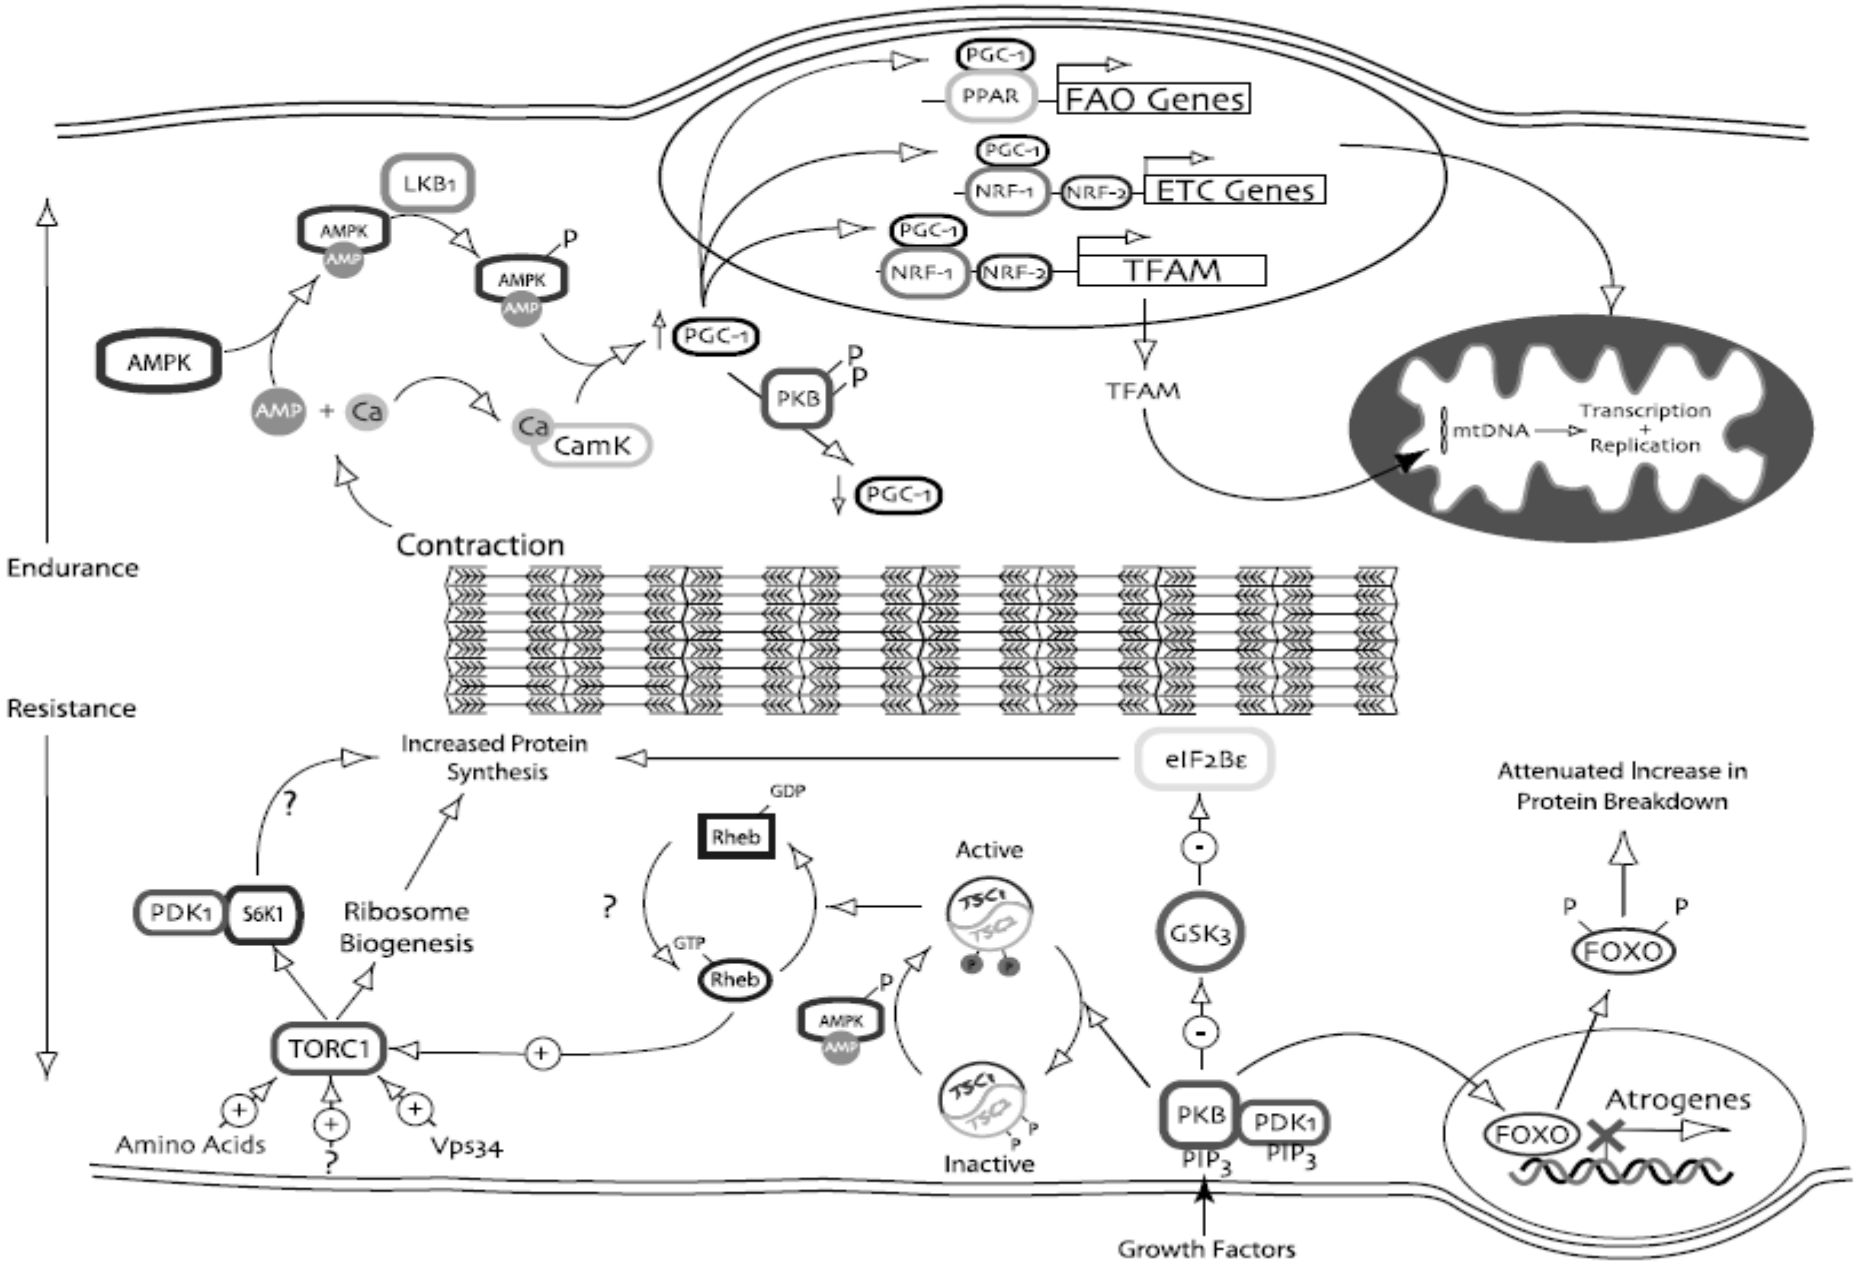 PGC-1
PPAR
FAO Genes
PGC-1
NRF-1
NRF-2
ETC Genes
PGC-1
NRF-1
NRF-2
TFAM
LKB1
AMPK
AMP
P
AMPK
AMP
AMPK
AMP + Ca
Ca
CamK
PGC-1
P
P
PKB
PGC-1
TFAM
mtDNA
Transcription
+
Replication
Contraction
Endurance
Resistance
Increased Protein
Synthesis
eIF2Bε
Attenuated Increase in
Protein Breakdown
?
GDP
Rheb
Active
TSC1
TSC2
P
P
?
GTP
Rheb
PDK1
S6K1
Ribosome
Biogenesis
-
GSK3
-
P
P
FOXO
P
AMPK
AMP
TORC1
+
TSC1
TSC2
P
P
Inactive
+
+
+
Amino Acids
?
Vps34
PKB
PDK1
PIP3
PIP3
Growth Factors
FOXO
Atrogenes